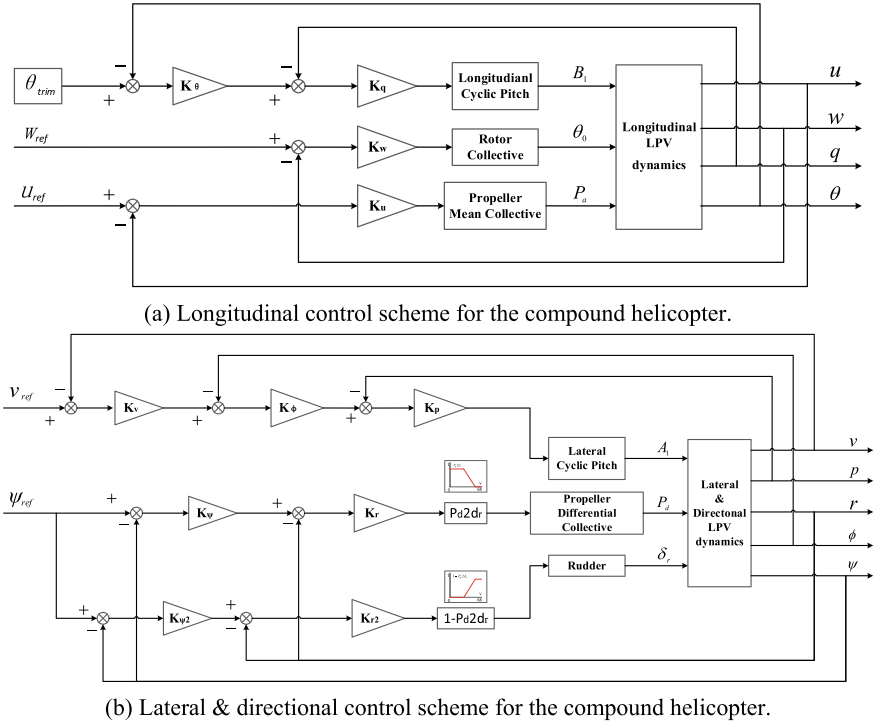 θtrim
−
+
K θ
−
+
Kq
Longitudianl
Cyclic Pitch
B1
u
Wref
+
−
Kw
Rotor
Collective
θ0
Longitudinal
LPV
dynamics
w
q
Uref
+
−
Ku
Propeller
Mean Collective
Pa
θ
(a) Longitudinal control scheme for the compound helicopter.
vref
−
+
Kv
−
+
K ϕ
−
+
Kp
Lateral
Cyclic Pitch
A1
Lateral
&
Directonal
LPV
dynamics
v
p
r
ϕ
ψ
ψref
+
−
Kψ
+
−
Kr
Pd2dr
Propeller
Differential
Collective
Pd
+
−
Kψ2
+
−
Kr2
1-Pd2dr
Rudder
δr
(b) Lateral & directional control scheme for the compound helicopter.